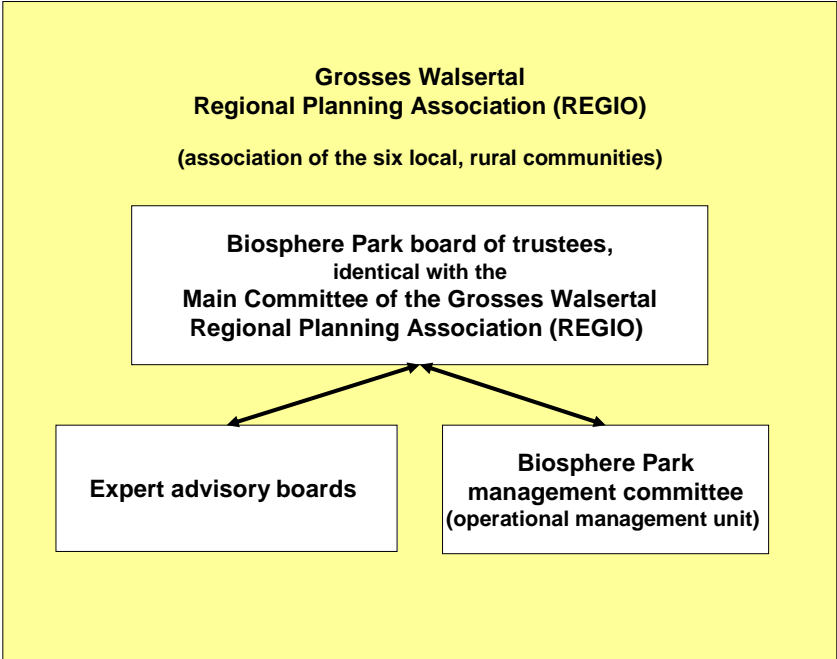 Grosses Walsertal
Regional Planning Association (REGIO)
(association of the six local, rural communities)
Biosphere Park board of trustees,
identical with the
Main Committee of the Grosses Walsertal
Regional Planning Association (REGIO)
Expert advisory boards
Biosphere Park
management committee
(operational management unit)